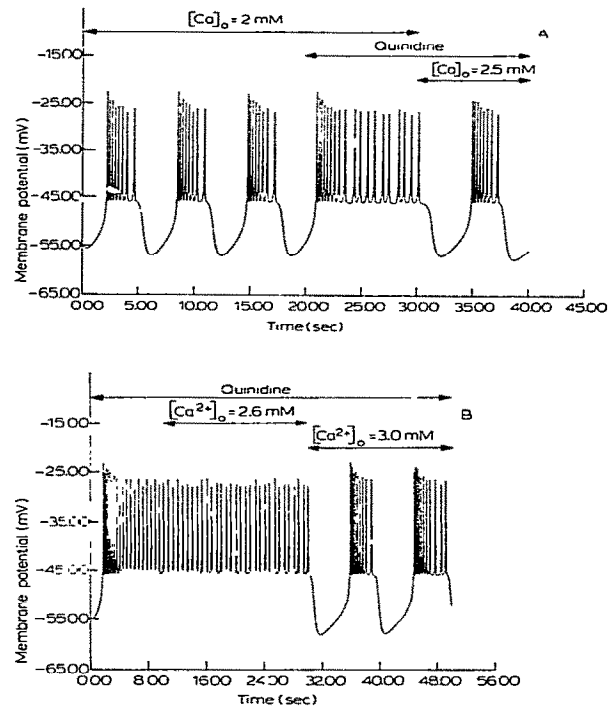 [Ca]o = 2 mM
A
Quinidine
[Ca]o = 2.5 mM
Membrane potential (mV)
-15.00
-25.00
-35.00
-45.00
-55.00
-65.00
0.00 5.00 10.00 15.00 20.00 25.00 30.00 35.00 40.00 45.00
Time (sec)
Quinidine
B
[Ca2+]o = 2.6 mM
[Ca2+]o = 3.0 mM
Membrane potential (mV)
-15.00
-25.00
-35.00
-45.00
-55.00
-65.00
0.00 8.00 16.00 24.00 32.00 40.00 48.00 56.00
Time (sec)